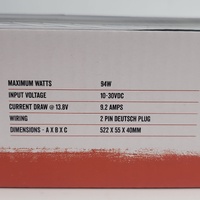 MAXIMUM WATTS 94W
INPUT VOLTAGE 10-30VDC
CURRENT DRAW @ 13.8V 9.2 AMPS
WIRING 2 PIN DEUTSCH PLUG
DIMENSIONS - A X B X C 522 X 55 X 40MM